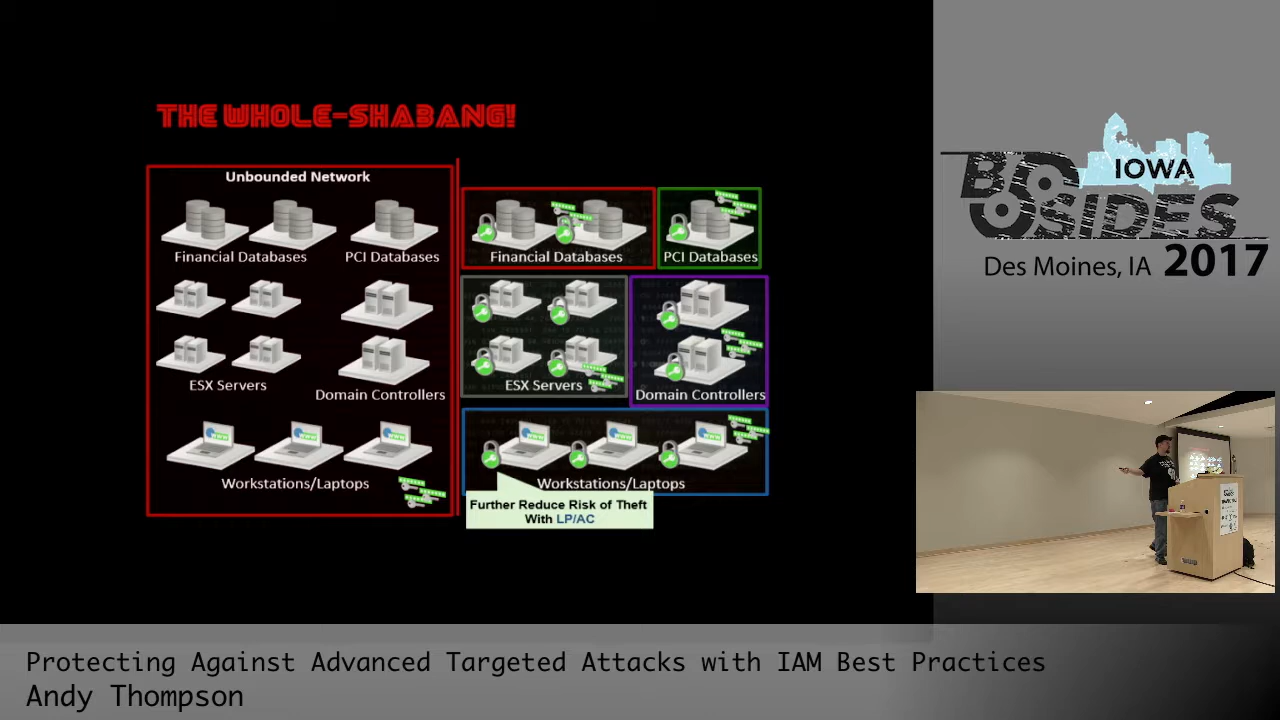 THE WHOLE-SHABANG!
Unbounded Network
Financial Databases
PCI Databases
ESX Servers
Domain Controllers
Workstations/Laptops
Financial Databases
PCI Databases
ESX Servers
Domain Controllers
Workstations/Laptops
Further Reduce Risk of Theft
With LP/AC
IOWA
BSIDES
Des Moines, IA 2017
Protecting Against Advanced Targeted Attacks with IAM Best Practices
Andy Thompson